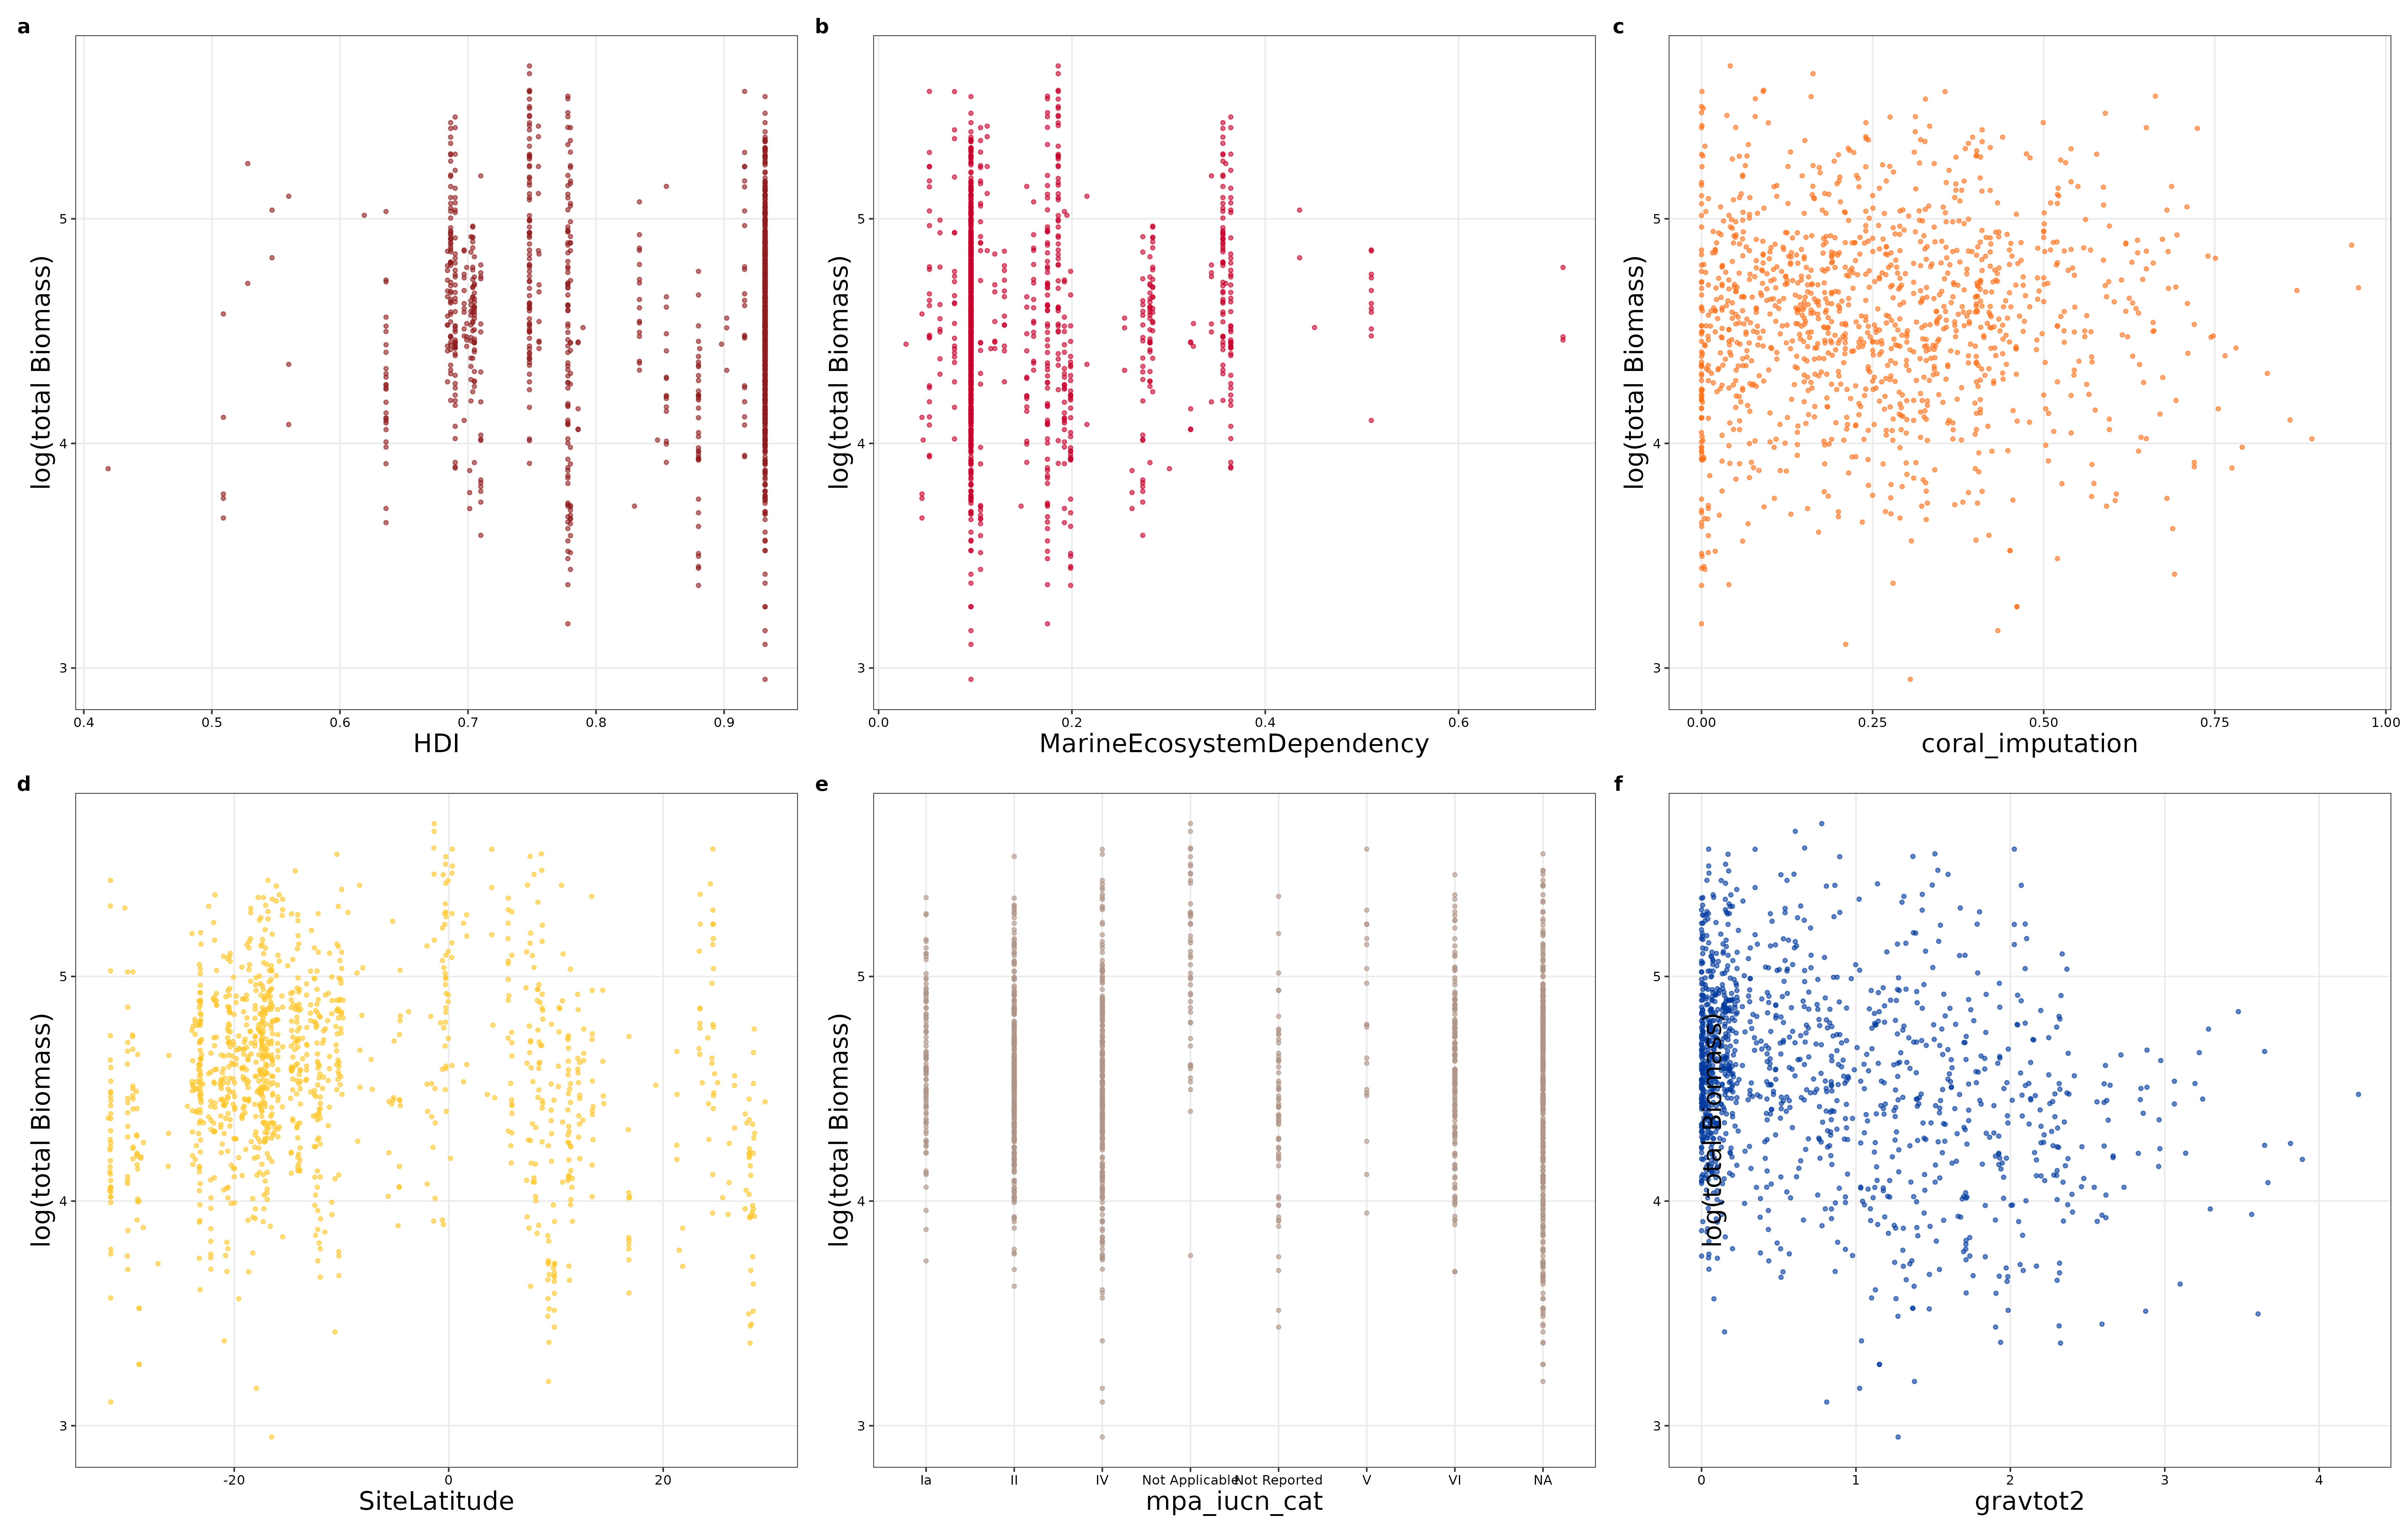 a
b
c
log(total Biomass)
5
4
3
0.4 0.5 0.6 0.7 0.8 0.9
HDI
log(total Biomass)
5
4
3
0.0 0.2 0.4 0.6
MarineEcosystemDependency
log(total Biomass)
5
4
3
0.00 0.25 0.50 0.75 1.00
coral_imputation
d
e
f
log(total Biomass)
5
4
3
-20 0 20
SiteLatitude
log(total Biomass)
5
4
3
Ia II IV Not Applicable Not Reported V VI NA
mpa_iucn_cat
log(total Biomass)
5
4
3
0 1 2 3 4
gravtot2